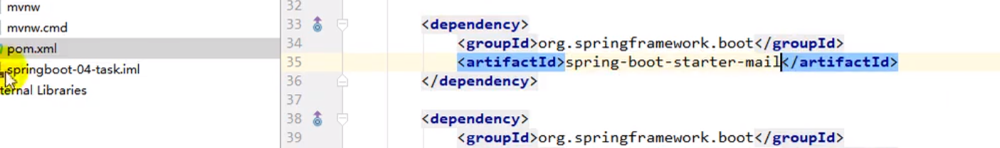 mvnw
mvnw.cmd
pom.xml
springboot-04-task.iml
ternal Libraries
32
33 <dependency>
34 <groupId>org.springframework.boot</groupId>
35 <artifactId>spring-boot-starter-mail</artifactId>
36 </dependency>
37
38 <dependency>
39 <groupId>org.springframework.boot</groupId>